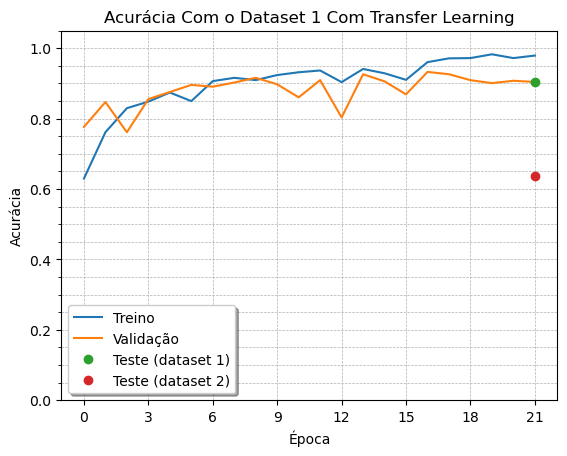 Acurácia Com o Dataset 1 Com Transfer Learning
1.0
0.8
0.6
0.4
0.2
0.0
Acurácia
Treino
Validação
Teste (dataset 1)
Teste (dataset 2)
0 3 6 9 12 15 18 21
Época